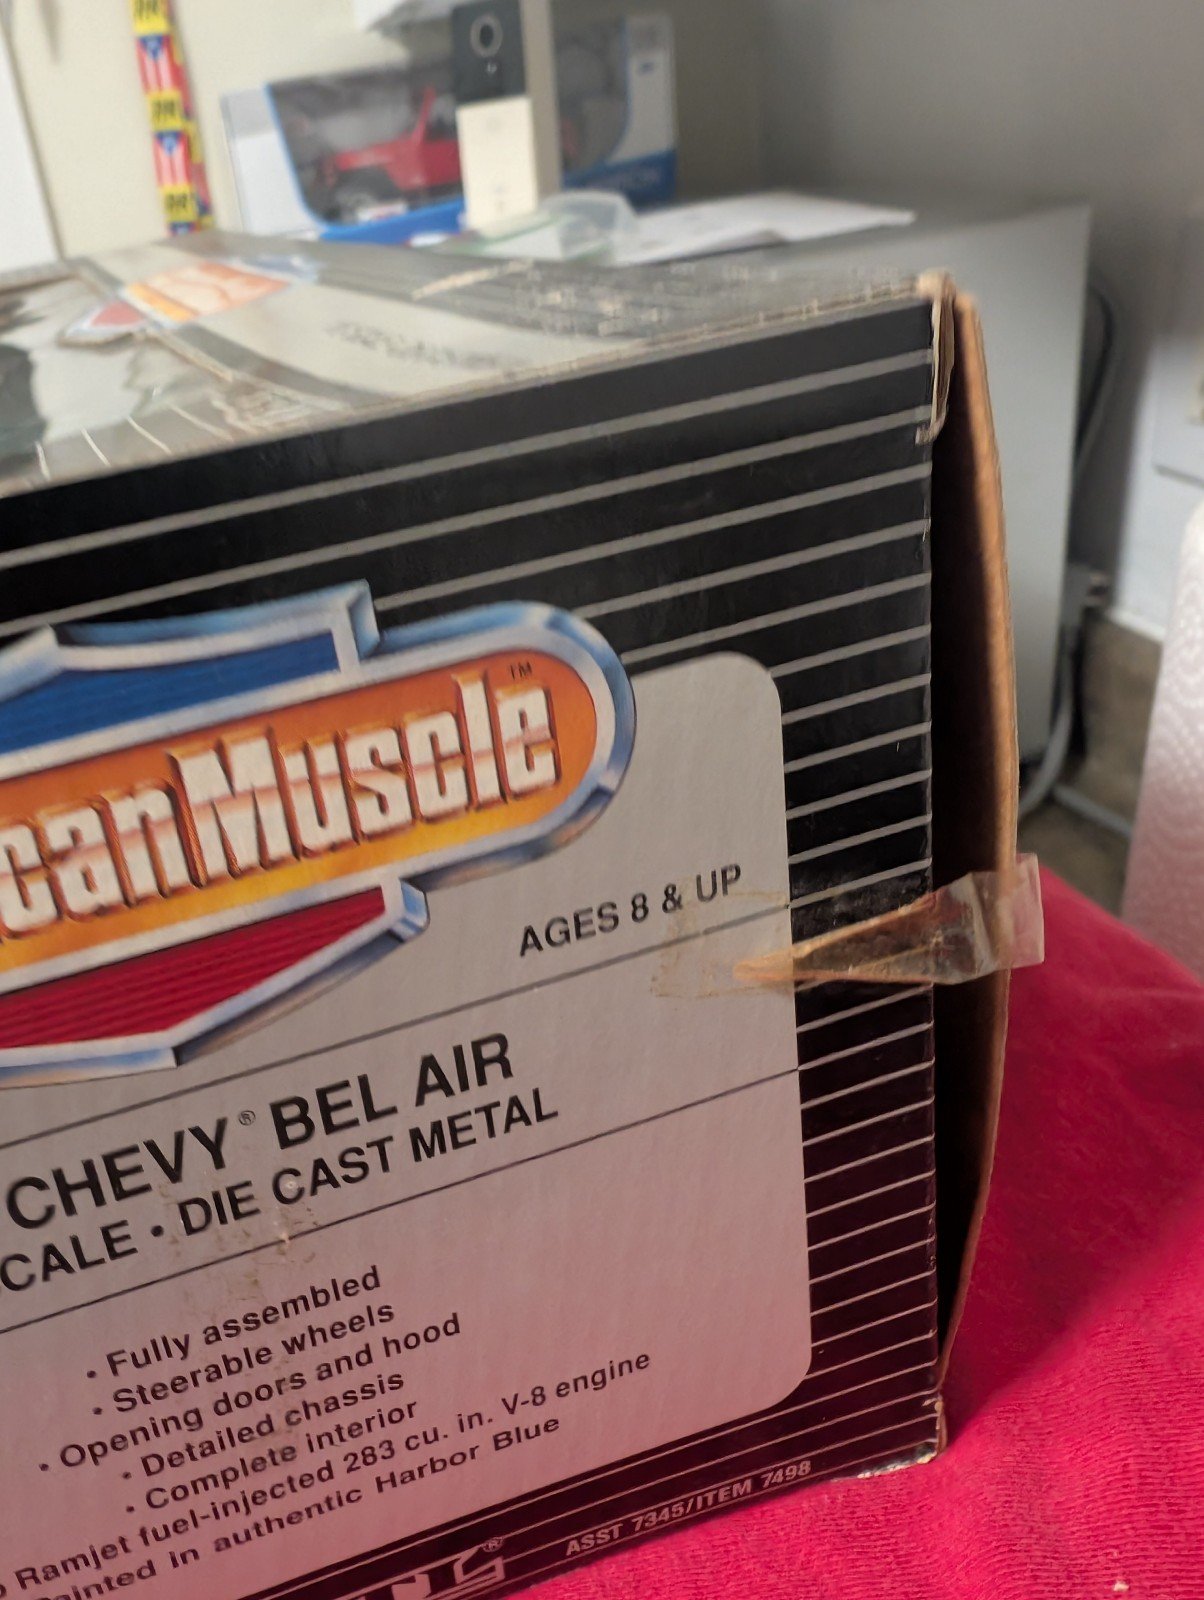 canMuscle™
AGES 8 & UP
CHEVY® BEL AIR
CALE • DIE CAST METAL
• Fully assembled
• Steerable wheels
• Opening doors and hood
• Detailed chassis
• Complete interior
Ramjet fuel-injected 283 cu. in. V-8 engine
ainted in authentic Harbor Blue
ASST 7345/ITEM 7498